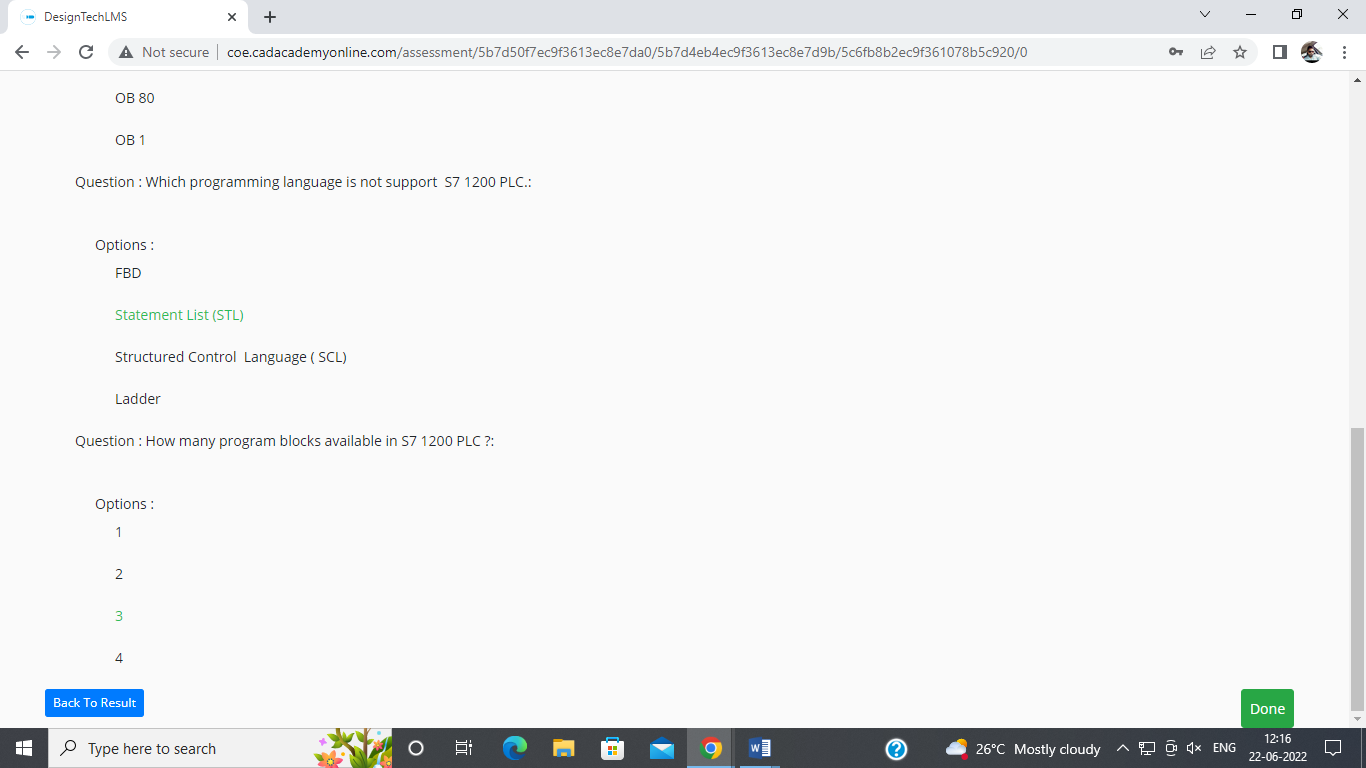 DesignTechLMS
Not secure | coe.cadacademyonline.com/assessment/5b7d50f7ec9f3613ec8e7da0/5b7d4eb4ec9f3613ec8e7d9b/5c6fb8b2ec9f361078b5c920/0
OB 80
OB 1
Question : Which programming language is not support  S7 1200 PLC.:
Options :
FBD
Statement List (STL)
Structured Control  Language ( SCL)
Ladder
Question : How many program blocks available in S7 1200 PLC ?:
Options :
1
2
3
4
Back To Result
Done
Type here to search
26°C Mostly cloudy
ENG
12:16
22-06-2022